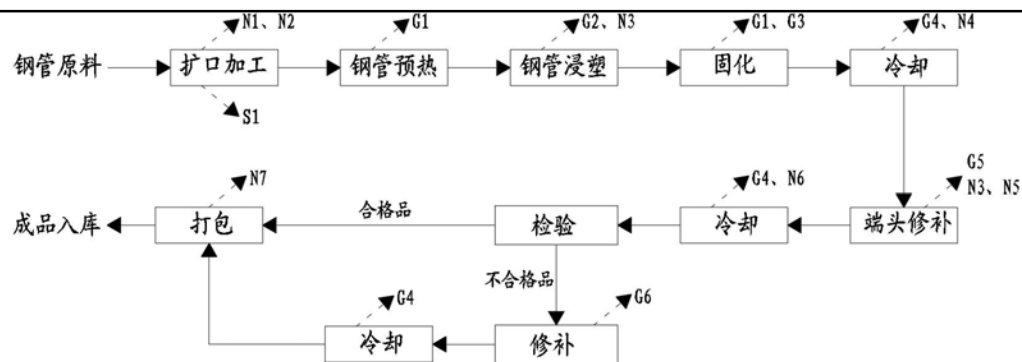 N1、N2
G1
G2、N3
G1、G3
G4、N4
钢管原料
扩口加工
钢管预热
钢管浸塑
固化
冷却
S1
G5
N3、N5
N7
G4、N6
成品入库
打包
合格品
检验
冷却
端头修补
不合格品
G4
G6
冷却
修补